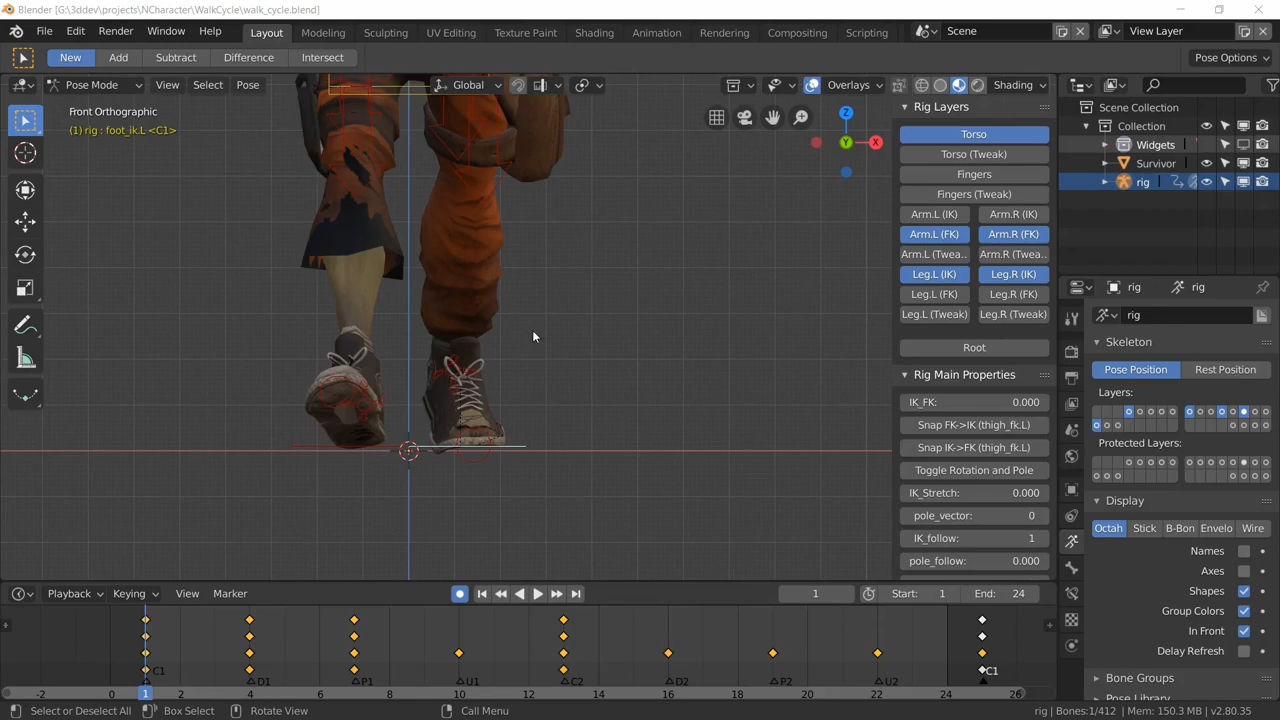 Blender [G:\3ddev\projects\NCharacter\WalkCycle\walk_cycle.blend]
File Edit Render Window Help Layout Modeling Sculpting UV Editing Texture Paint Shading Animation Rendering Compositing Scripting Scene View Layer
New Add Subtract Difference Intersect Pose Options
Pose Mode View Select Pose Global Overlays Shading
Front Orthographic
(1) rig : foot_ik.L <C1>
Z
Y
X
Rig Layers
Torso
Torso (Tweak)
Fingers
Fingers (Tweak)
Arm.L (IK) Arm.R (IK)
Arm.L (FK) Arm.R (FK)
Arm.L (Twea.. Arm.R (Twea..
Leg.L (IK) Leg.R (IK)
Leg.L (FK) Leg.R (FK)
Leg.L (Tweak) Leg.R (Tweak)
Root
Rig Main Properties
IK_FK: 0.000
Snap FK->IK (thigh_fk.L)
Snap IK->FK (thigh_fk.L)
Toggle Rotation and Pole
IK_Stretch: 0.000
pole_vector: 0
IK_follow: 1
pole_follow: 0.000
Scene Collection
Collection
Widgets
Survivor
rig
rig rig
rig
Skeleton
Pose Position Rest Position
Layers:
Protected Layers:
Display
Octah Stick B-Bon Envelo Wire
Names
Axes
Shapes
Group Colors
In Front
Delay Refresh
Bone Groups
Pose Library
Playback Keying View Marker 1 Start: 1 End: 24
C1 D1 P1 U1 C2 D2 P2 U2 C1
-2 0 1 2 4 6 8 10 12 14 16 18 20 22 24 26
Select or Deselect All Box Select Rotate View Call Menu rig | Bones:1/412 | Mem: 150.3 MB | v2.80.35